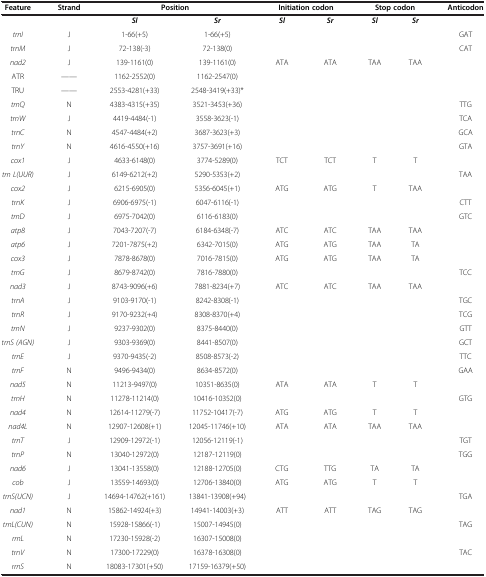 Feature Strand Position Initiation codon Stop codon Anticodon
Sl Sr Sl Sr Sl Sr
trnI J 1-66(+5) 1-66(+5) GAT
trnM J 72-138(-3) 72-138(0) CAT
nad2 J 139-1161(0) 139-1161(0) ATA ATA TAA TAA
ATR —— 1162-2552(0) 1162-2547(0)
TRU —— 2553-4281(+33) 2548-3419(+33)*
trnQ N 4383-4315(+35) 3521-3453(+36) TTG
trnW J 4419-4484(-1) 3558-3623(-1) TCA
trnC N 4547-4484(+2) 3687-3623(+3) GCA
trnY N 4616-4550(+16) 3757-3691(+16) GTA
cox1 J 4633-6148(0) 3774-5289(0) TCT TCT T T
trn L(UUR) J 6149-6212(+2) 5290-5353(+2) TAA
cox2 J 6215-6905(0) 5356-6045(+1) ATG ATG T TAA
trnK J 6906-6975(-1) 6047-6116(-1) CTT
trnD J 6975-7042(0) 6116-6183(0) GTC
atp8 J 7043-7207(-7) 6184-6348(-7) ATC ATC TAA TAA
atp6 J 7201-7875(+2) 6342-7015(0) ATG ATG TAA TA
cox3 J 7878-8678(0) 7016-7815(0) ATG ATG TAA TA
trnG J 8679-8742(0) 7816-7880(0) TCC
nad3 J 8743-9096(+6) 7881-8234(+7) ATC ATC TAA TAA
trnA J 9103-9170(-1) 8242-8308(-1) TGC
trnR J 9170-9232(+4) 8308-8370(+4) TCG
trnN J 9237-9302(0) 8375-8440(0) GTT
trnS (AGN) J 9303-9369(0) 8441-8507(0) GCT
trnE J 9370-9435(-2) 8508-8573(-2) TTC
trnF N 9496-9434(0) 8634-8572(0) GAA
nad5 N 11213-9497(0) 10351-8635(0) ATA ATA T T
trnH N 11278-11214(0) 10416-10352(0) GTG
nad4 N 12614-11279(-7) 11752-10417(-7) ATG ATG T T
nad4L N 12907-12608(+1) 12045-11746(+10) ATA ATA TAA TAA
trnT J 12909-12972(-1) 12056-12119(-1) TGT
trnP N 13040-12972(0) 12187-12119(0) TGG
nad6 J 13041-13558(0) 12188-12705(0) CTG TTG TA TA
cob J 13559-14693(0) 12706-13840(0) ATG ATG T T
trnS(UCN) J 14694-14762(+161) 13841-13908(+94) TGA
nad1 N 15862-14924(+3) 14941-14003(+3) ATT ATT TAG TAG
trnL(CUN) N 15928-15866(-1) 15007-14945(0) TAG
rrnL N 17230-15928(-2) 16307-15008(0)
trnV N 17300-17229(0) 16378-16308(0) TAC
rrnS N 18083-17301(+50) 17159-16379(+50)